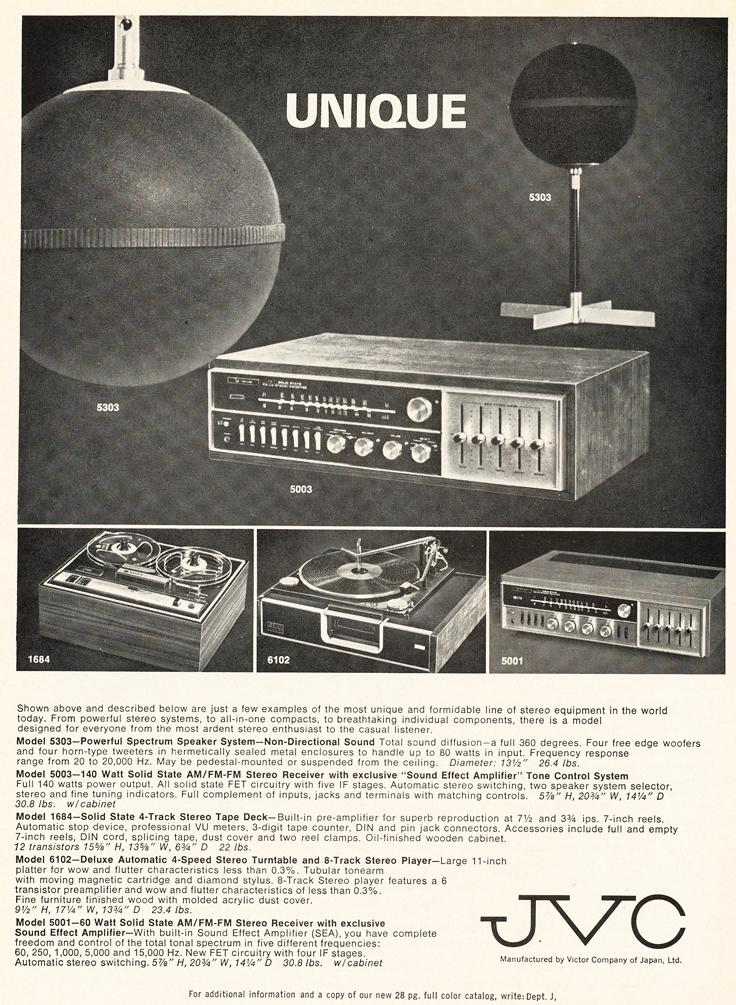 UNIQUE
5303
5303
5003
1684
6102
5001
Shown above and described below are just a few examples of the most unique and formidable line of stereo equipment in the world
today. From powerful stereo systems, to all-in-one compacts, to breathtaking individual components, there is a model
designed for everyone from the most ardent stereo enthusiast to the casual listener.
Model 5303—Powerful Spectrum Speaker System—Non-Directional Sound Total sound diffusion—a full 360 degrees. Four free edge woofers
and four horn-type tweeters in hermetically sealed metal enclosures to handle up to 80 watts in input. Frequency response
range from 20 to 20,000 Hz. May be pedestal or suspended from the ceiling. Diameter: 13½" 26.4 lbs.
Model 5003—140 Watt Solid State AM/FM-FM Stereo Receiver with exclusive "Sound Effect Amplifier" Tone Control System
Full 140 watts power output. All solid state FET circuitry with five IF stages. Automatic stereo switching, two speaker system selector,
stereo and fine tuning indicators. Full complement of inputs, jacks and terminals with matching controls. 5⅞" H, 20¾" W, 14¼" D
30.8 lbs. w/cabinet
Model 1684—Solid State 4-Track Stereo Tape Deck—Built-in pre-amplifier for superb reproduction at 7½ and 3¾ ips. 7-inch reels.
Automatic stop device, professional VU meters, 3-digit tape counter, DIN and pin jack connectors. Accessories include full and empty
7-inch reels, DIN cord, splicing tape, dust cover and two reel clamps. Oil-finished wooden cabinet.
12 transistors 15⅝" H, 13⅝" W, 6¾" D 22 lbs.
Model 6102—Deluxe Automatic 4-Speed Stereo Turntable and 8-Track Stereo Player—Large 11-inch
platter for wow and flutter characteristics less than 0.3%. Tubular tonearm
with moving magnetic cartridge and diamond stylus. 8-Track Stereo player features a 6
transistor preamplifier and wow and flutter characteristics of less than 0.3%.
Fine furniture finished wood with molded acrylic dust cover.
9½" H, 17¼" W, 13¾" D 23.4 lbs.
Model 5001—60 Watt Solid State AM/FM-FM Stereo Receiver with exclusive
Sound Effect Amplifier—With built-in Sound Effect Amplifier (SEA), you have complete
freedom and control of the total tonal spectrum in five different frequencies:
60, 250, 1,000, 5,000 and 15,000 Hz. New FET circuitry with four IF stages.
Automatic stereo switching. 5⅞" H, 20¾" W, 14¼" D 30.8 lbs. w/cabinet
JVC
Manufactured by Victor Company of Japan, Ltd.
For additional information and a copy of our new 28 pg. full color catalog, write: Dept. J,